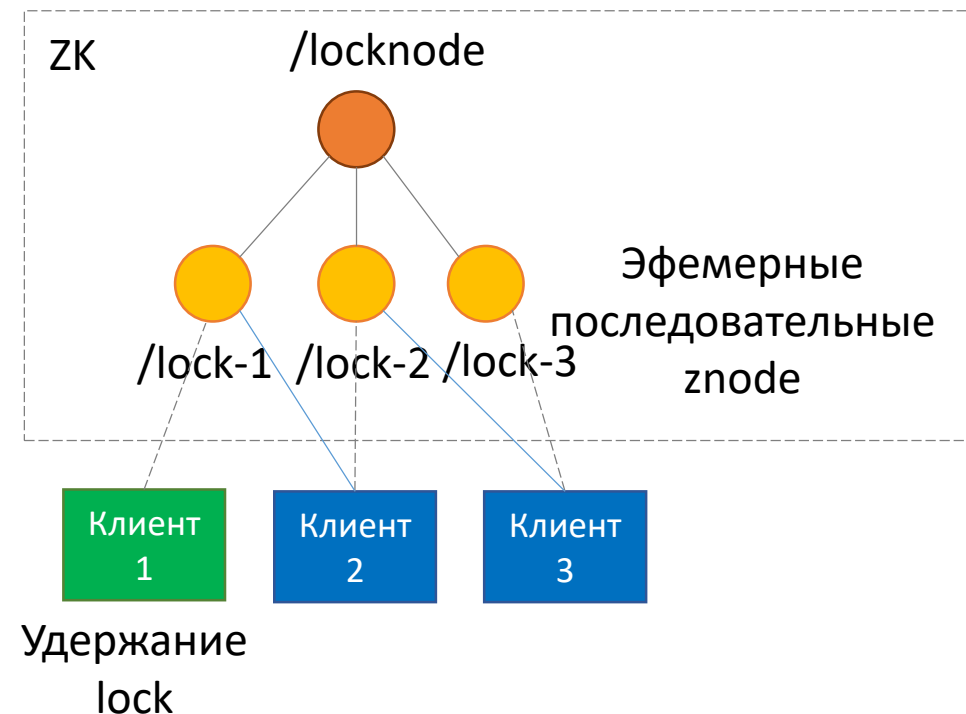 ZK
/locknode
Эфемерные
последовательные
znode
/lock-1
/lock-2
/lock-3
Клиент
1
Клиент
2
Клиент
3
Удержание
lock